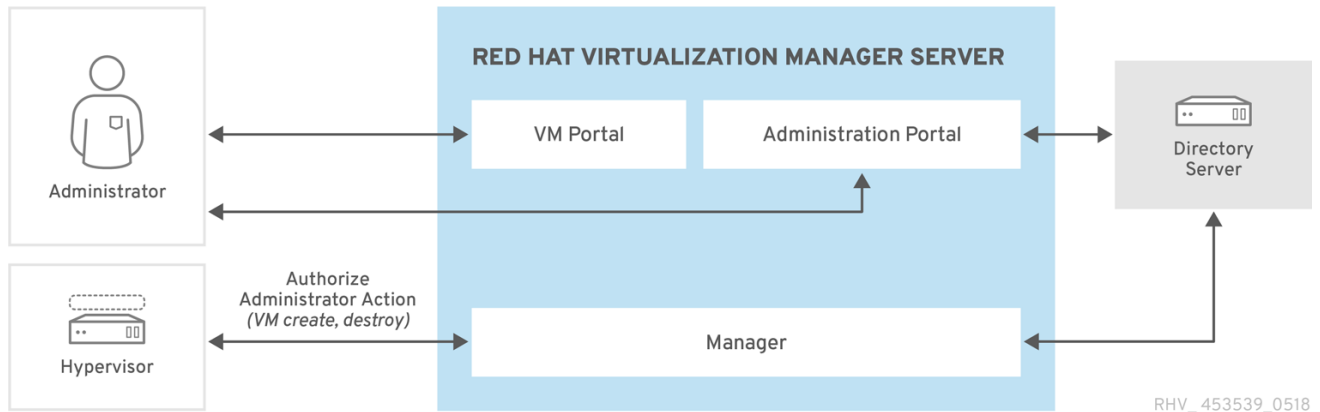 RED HAT VIRTUALIZATION MANAGER SERVER
VM Portal
Administration Portal
Directory
Server
Administrator
Authorize
Administrator Action
(VM create, destroy)
Hypervisor
Manager
RHV_453539_0518